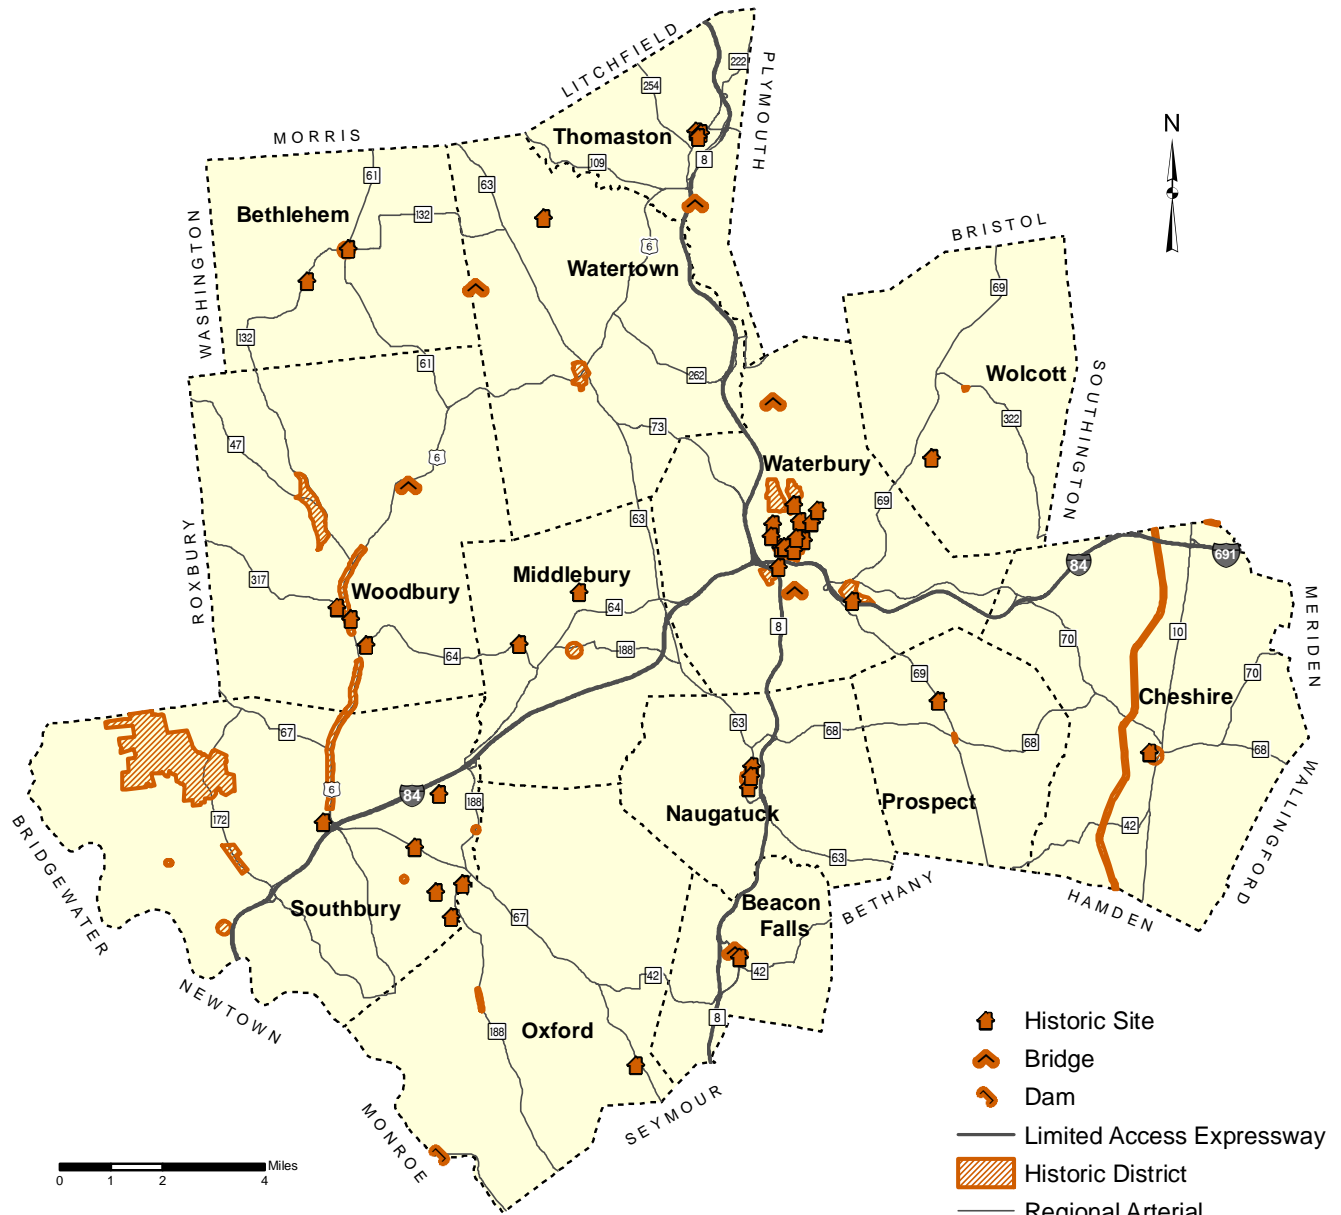 LITCHFIELD
PLYMOUTH
222
254
MORRIS
Thomaston
N
8
109
61
63
Bethlehem
132
WASHINGTON
BRISTOL
6
Watertown
69
132
61
262
Wolcott
SOUTHINGTON
322
73
47
6
Waterbury
69
63
ROXBURY
84
691
317
Woodbury
Middlebury
64
MERIDEN
8
10
70
64
188
69
70
Cheshire
67
63
68
68
68
6
84
188
Naugatuck
Prospect
WALLINGFORD
172
42
BRIDGEWATER
63
BETHANY
HAMDEN
Southbury
67
Beacon
Falls
42
42
NEWTOWN
8
Historic Site
188
Oxford
Bridge
Dam
SEYMOUR
MONROE
Limited Access Expressway
Miles
0 1 2 4
Historic District
Regional Arterial